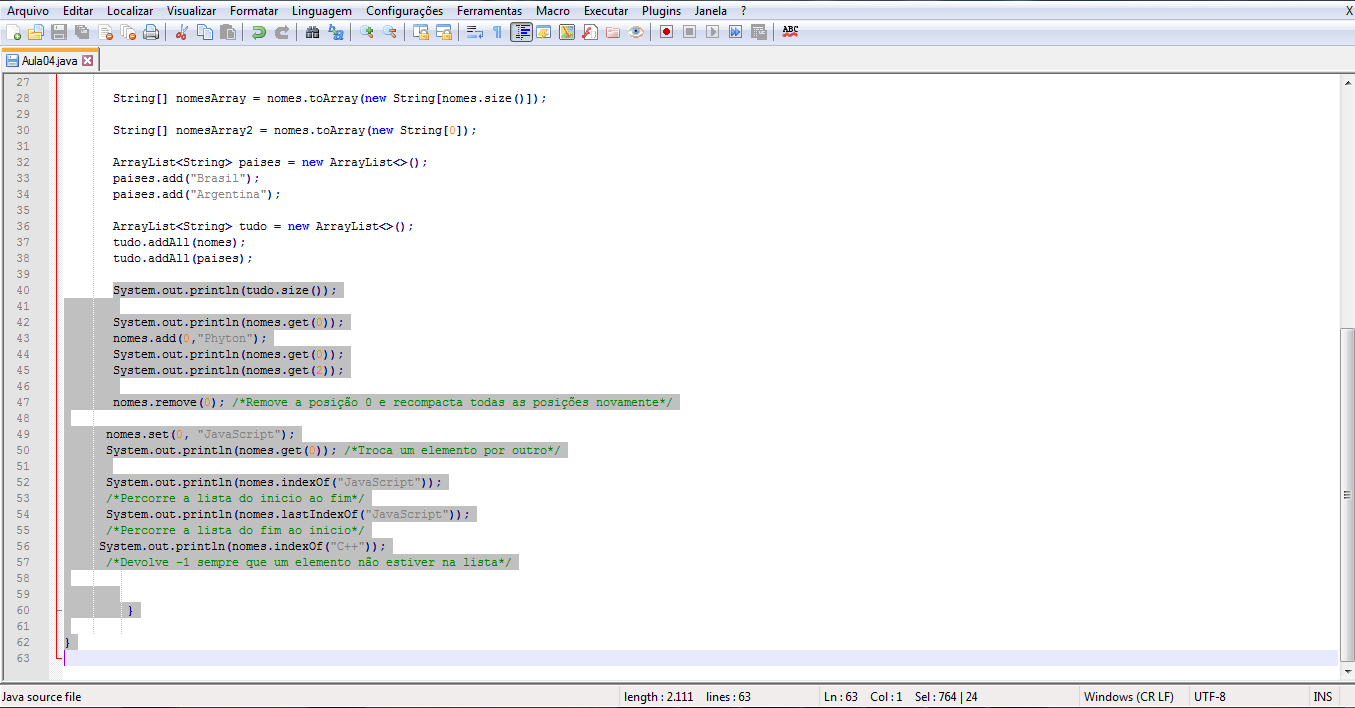 Arquivo Editar Localizar Visualizar Formatar Linguagem Configurações Ferramentas Macro Executar Plugins Janela ? X
ABC
Aula04.java
27
28 String[] nomesArray = nomes.toArray(new String[nomes.size()]);
29
30 String[] nomesArray2 = nomes.toArray(new String[0]);
31
32 ArrayList<String> paises = new ArrayList<>();
33 paises.add("Brasil");
34 paises.add("Argentina");
35
36 ArrayList<String> tudo = new ArrayList<>();
37 tudo.addAll(nomes);
38 tudo.addAll(paises);
39
40 System.out.println(tudo.size());
41
42 System.out.println(nomes.get(0));
43 nomes.add(0,"Phyton");
44 System.out.println(nomes.get(0));
45 System.out.println(nomes.get(2));
46
47 nomes.remove(0); /*Remove a posição 0 e recompacta todas as posições novamente*/
48
49 nomes.set(0, "JavaScript");
50 System.out.println(nomes.get(0)); /*Troca um elemento por outro*/
51
52 System.out.println(nomes.indexOf("JavaScript"));
53 /*Percorre a lista do inicio ao fim*/
54 System.out.println(nomes.lastIndexOf("JavaScript"));
55 /*Percorre a lista do fim ao inicio*/
56 System.out.println(nomes.indexOf("C++"));
57 /*Devolve -1 sempre que um elemento não estiver na lista*/
58
59
60 }
61
62 }
63
Java source file length : 2.111 lines : 63 Ln : 63 Col : 1 Sel : 764 | 24 Windows (CR LF) UTF-8 INS